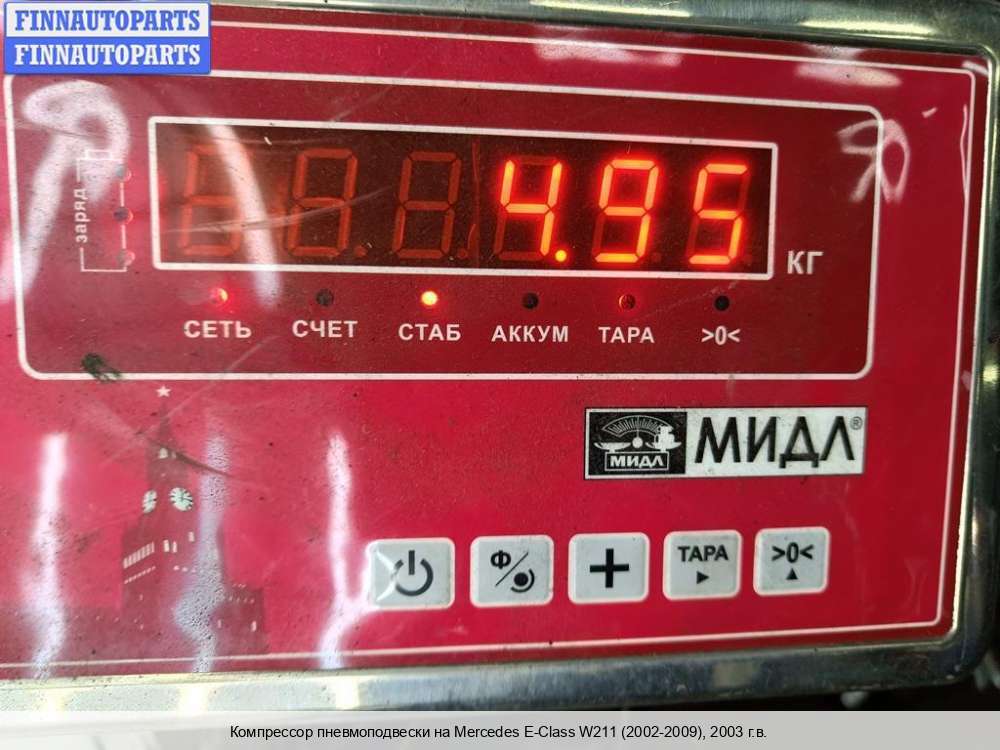 FINNAUTOPARTS
FINNAUTOPARTS
заряд
4.95
КГ
СЕТЬ СЧЕТ СТАБ АККУМ ТАРА >0<
МИДЛ МИДЛ®
Ф ТАРА >0<
Компрессор пневмоподвески на Mercedes E-Class W211 (2002-2009), 2003 г.в.